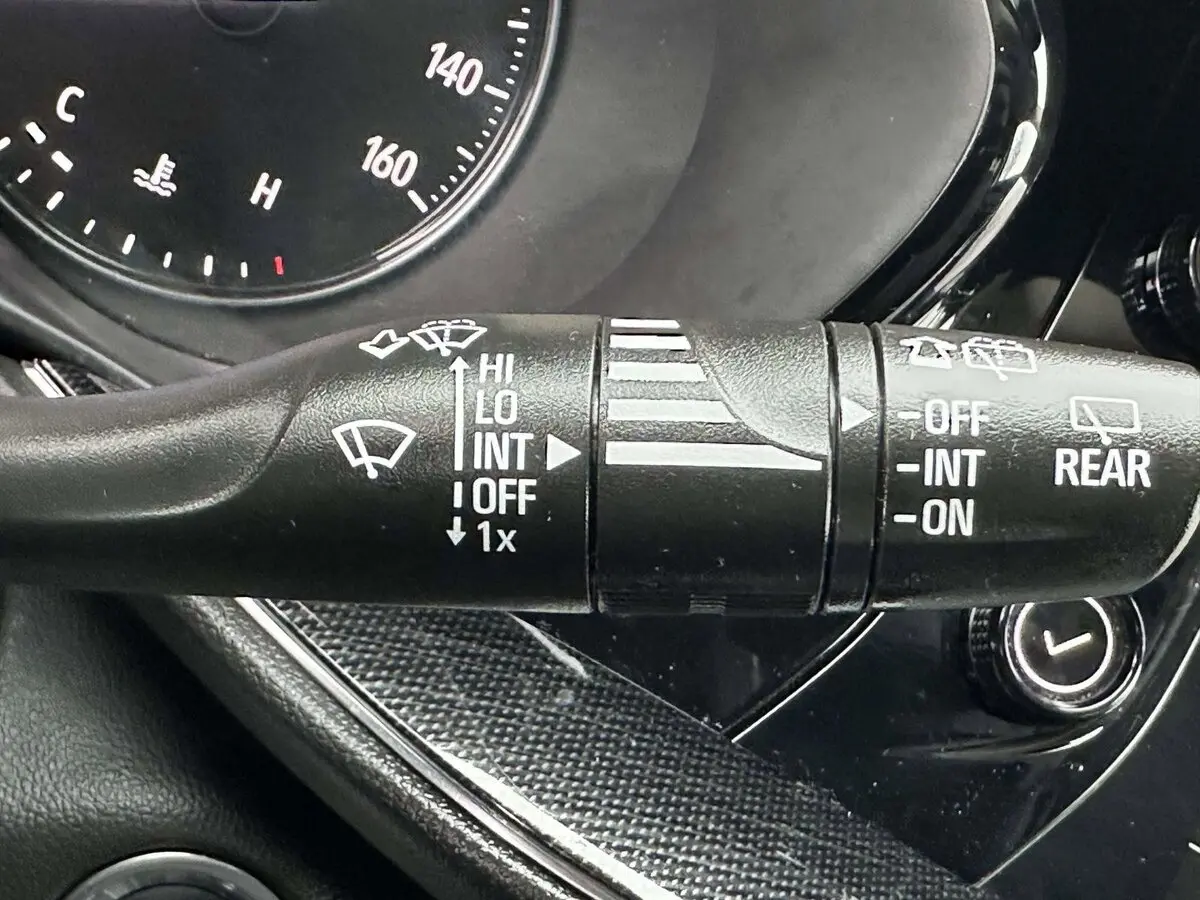 140
C
160
H
HI
LO
INT
OFF
1x
-OFF
-INT
-ON
REAR